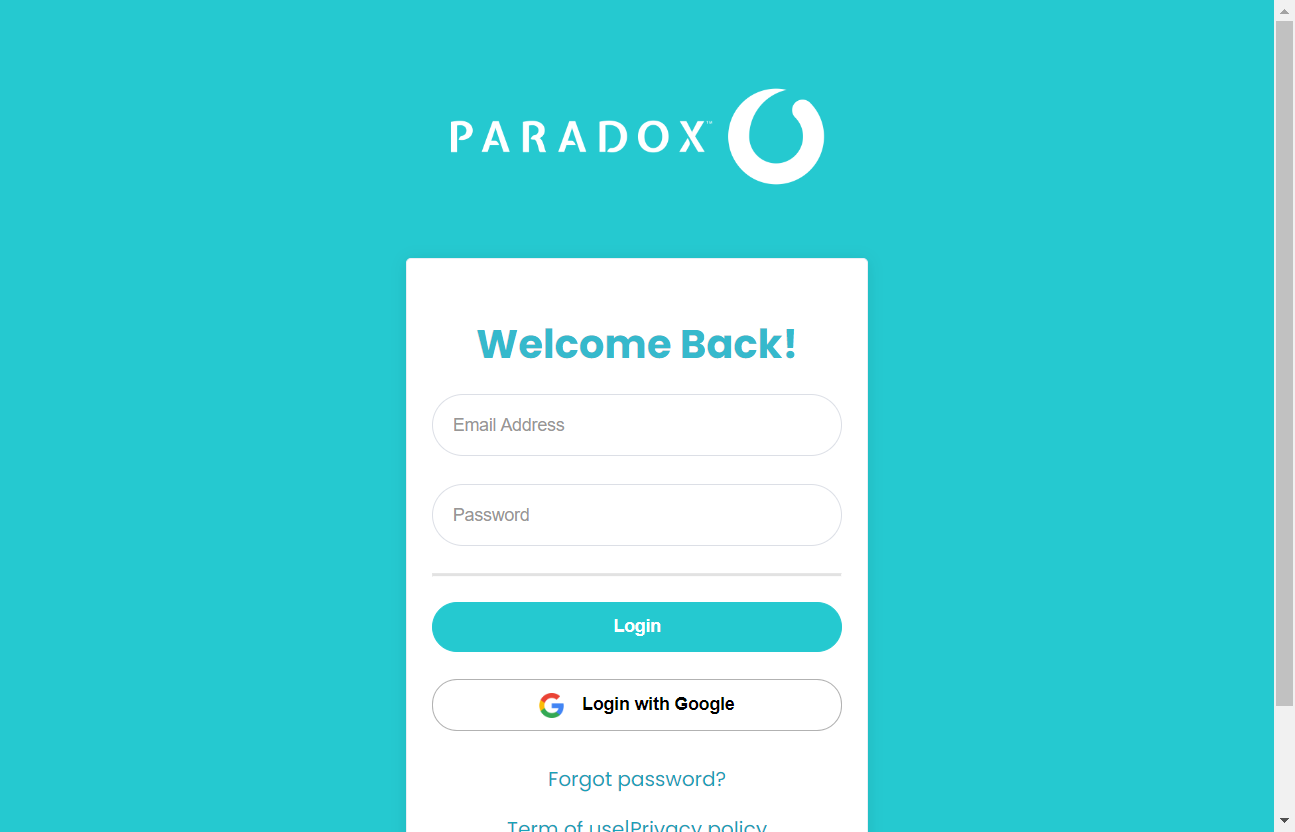 PARADOX™
Welcome Back!
Email Address
Password
Login
Login with Google
Forgot password?
Term of use|Privacy policy